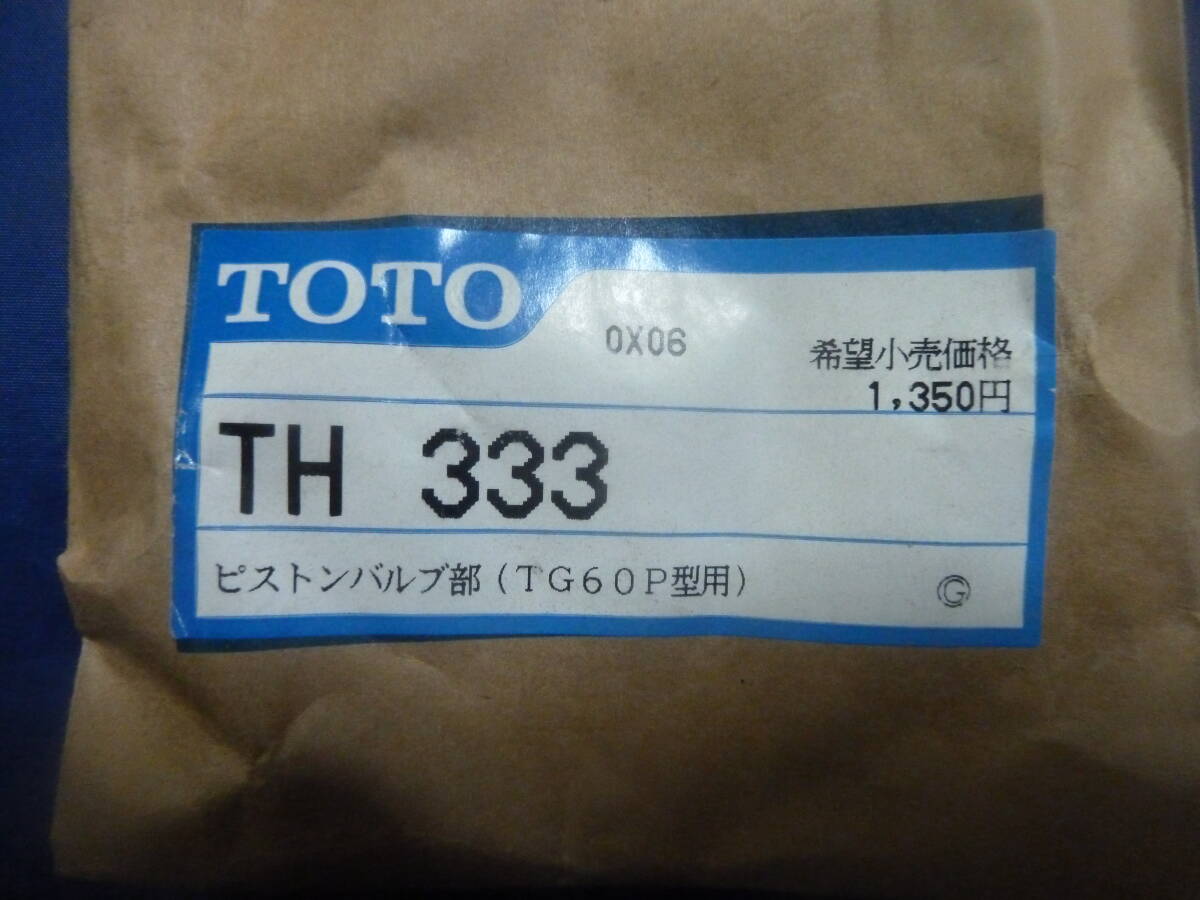 TOTO
0X06
希望小売価格
1,350円
TH 333
ピストンバルブ部(TG60P型用)
G